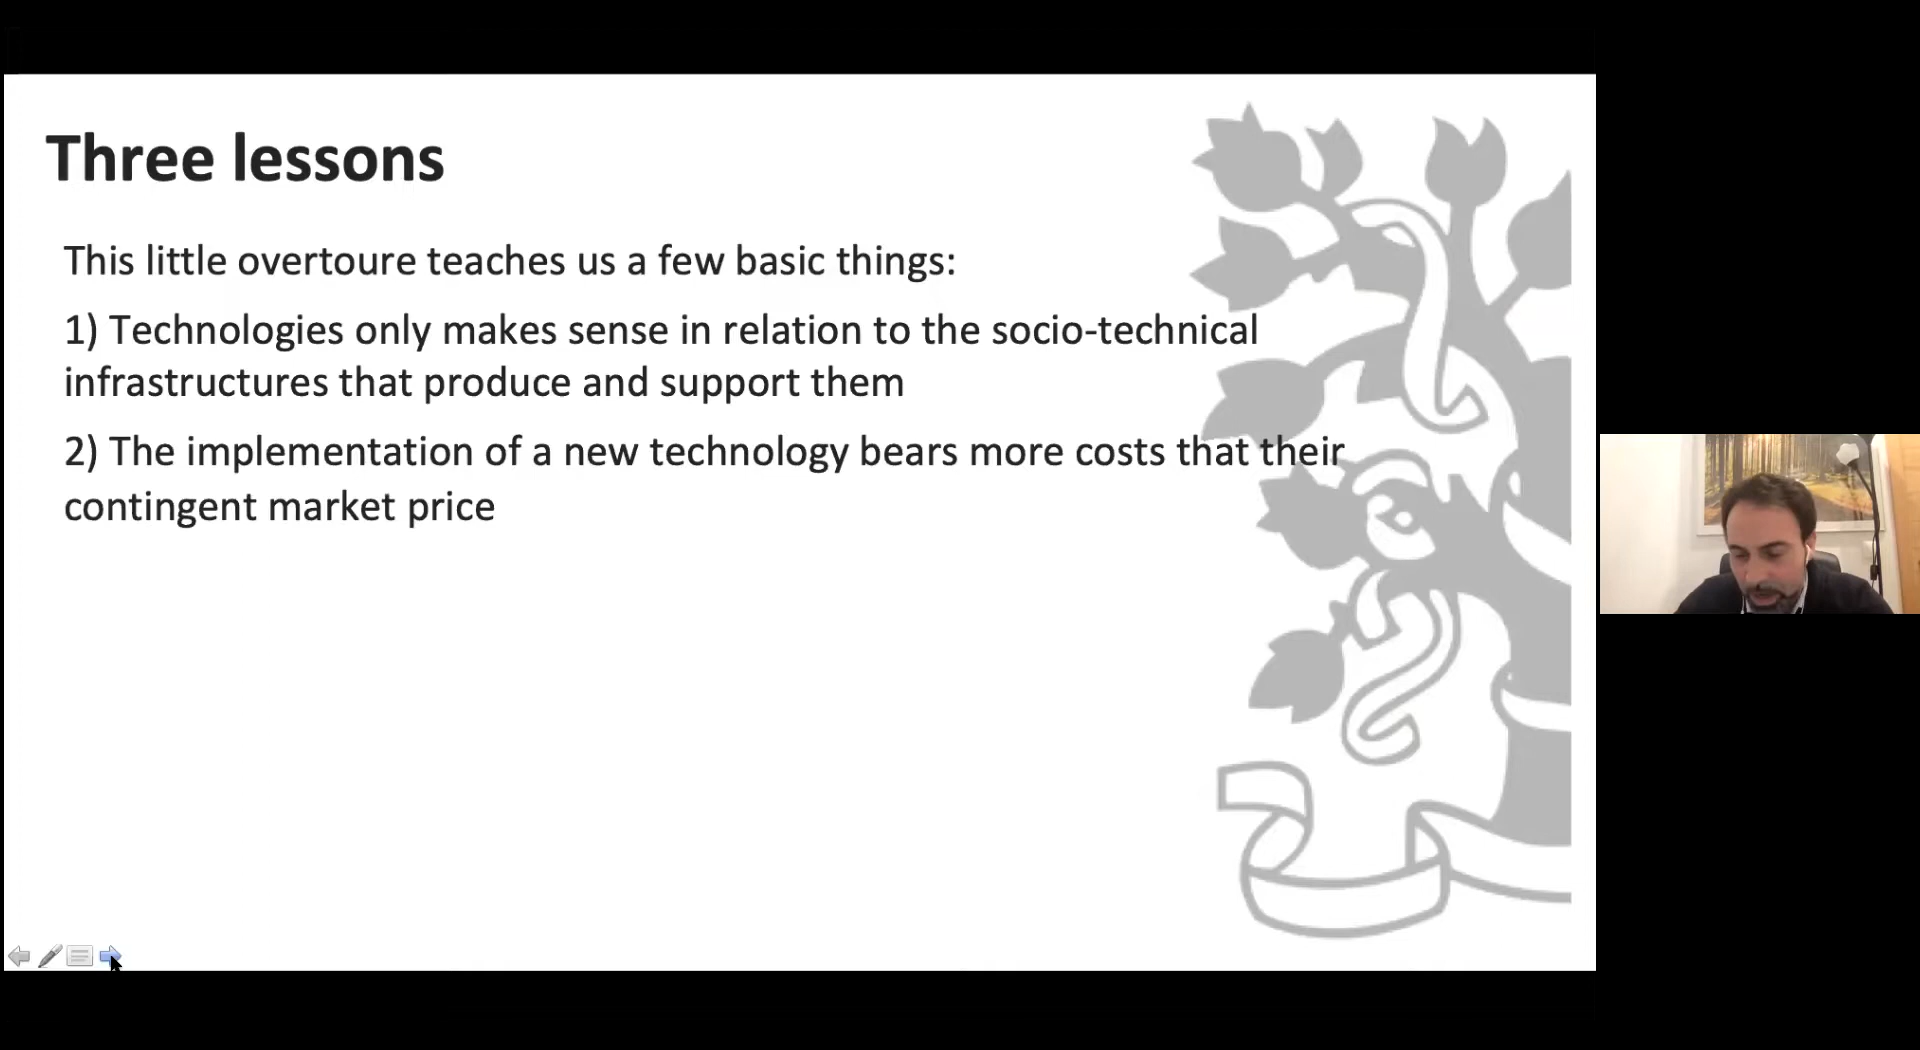 Three lessons
This little overtoure teaches us a few basic things:
1) Technologies only makes sense in relation to the socio-technical
infrastructures that produce and support them
2) The implementation of a new technology bears more costs that their
contingent market price